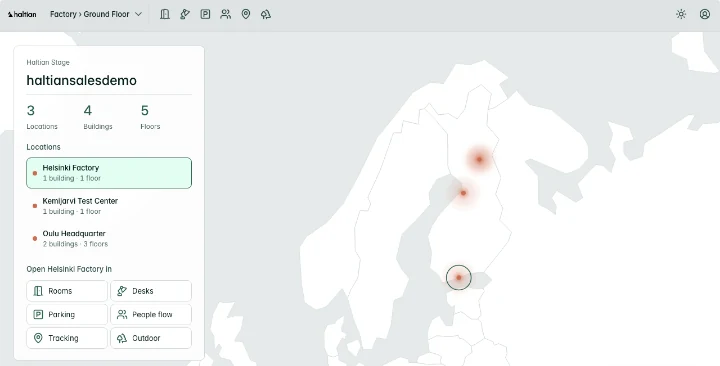 haltian
Factory › Ground Floor
Haltian Stage
haltiansalesdemo
3 4 5
Locations Buildings Floors
Locations
Helsinki Factory
1 building · 1 floor
Kemijärvi Test Center
1 building · 1 floor
Oulu Headquarter
2 buildings · 3 floors
Open Helsinki Factory in
Rooms Desks
Parking People flow
Tracking Outdoor